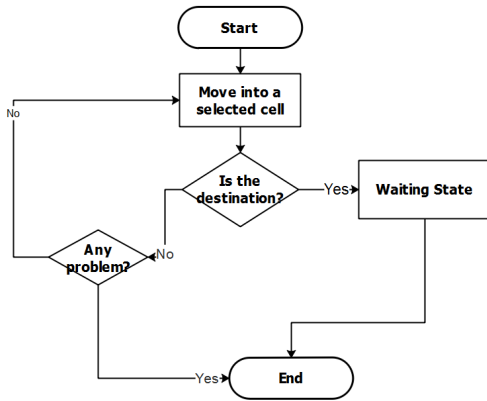 Start
Move into a
selected cell
No
Is the
destination?
Yes
Waiting State
Any
problem?
No
Yes
End